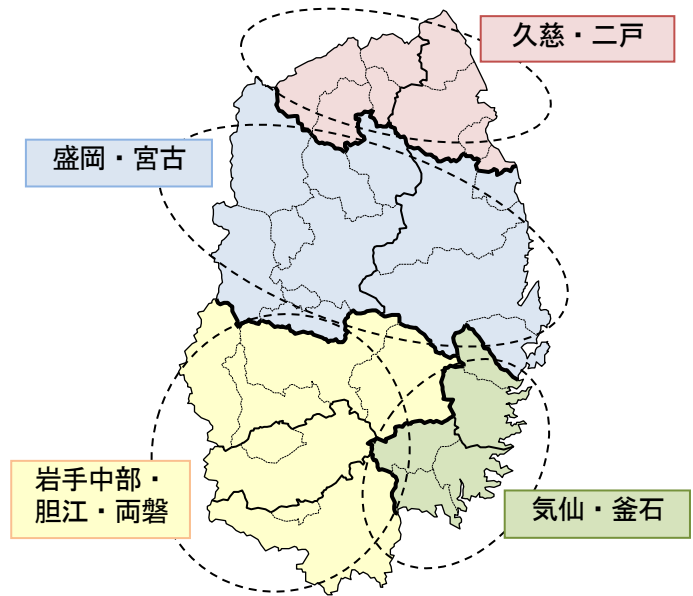 久慈・二戸
盛岡・宮古
岩手中部・
胆江・両磐
気仙・釜石